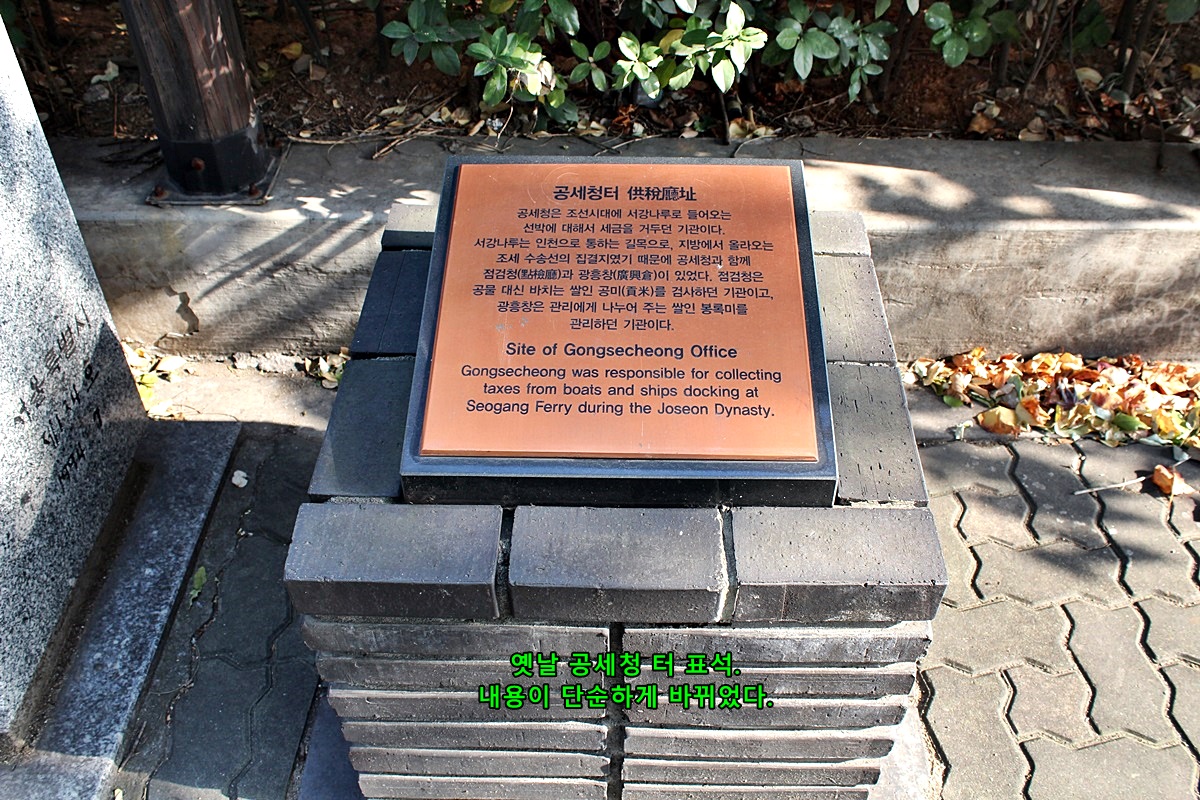 공세청터 供稅廳址
공세청은 조선시대에 서강나루로 들어오는
선박에 대해서 세금을 거두던 기관이다.
서강나루는 인천으로 통하는 길목으로, 지방에서 올라오는
조세 수송선의 집결지였기 때문에 공세청과 함께
점검청(點檢廳)과 광흥창(廣興倉)이 있었다. 점검청은
공물 대신 바치는 쌀인 공미(貢米)를 검사하던 기관이고,
광흥창은 관리에게 나누어 주는 쌀인 봉록미를
관리하던 기관이다.
Site of Gongsecheong Office
Gongsecheong was responsible for collecting
taxes from boats and ships docking at
Seogang Ferry during the Joseon Dynasty.
옛날 공세청 터 표석.
내용이 단순하게 바뀌었다.